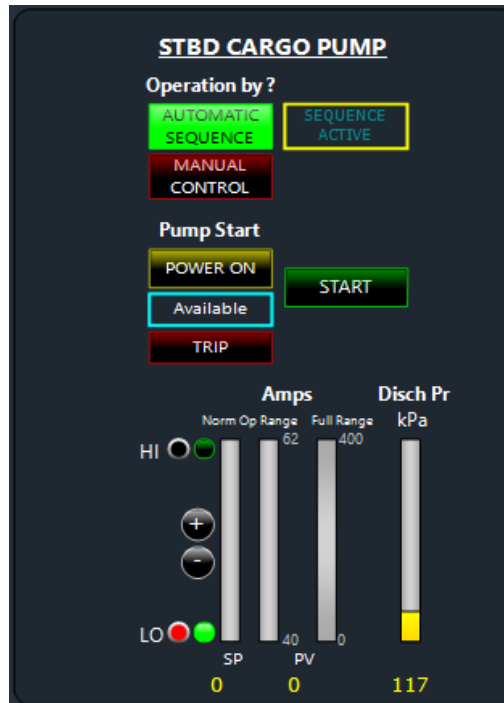 STBD CARGO PUMP
Operation by ?
AUTOMATIC
SEQUENCE
SEQUENCE
ACTIVE
MANUAL
CONTROL
Pump Start
POWER ON
START
Available
TRIP
Amps
Disch Pr
Norm Op Range
Full Range
kPa
HI
62
400
+
-
LO
40
0
SP
PV
0
0
117